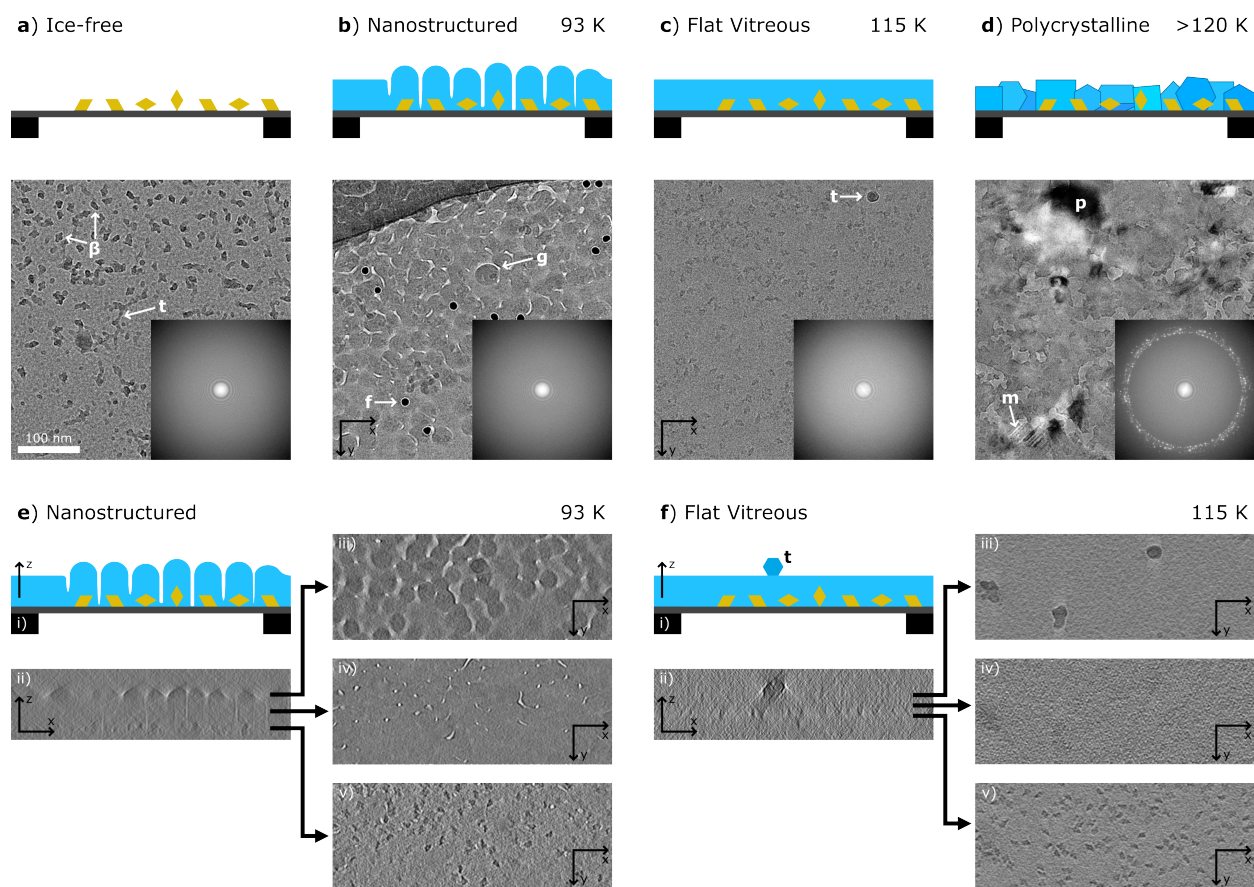 a) Ice-free
b) Nanostructured 93 K
c) Flat Vitreous 115 K
d) Polycrystalline >120 K
β
t
100 nm
g
f
x
y
t
x
y
p
m
e) Nanostructured 93 K
z
i)
ii)
z
x
iii)
x
y
iv)
x
y
v)
x
y
f) Flat Vitreous 115 K
t
z
i)
ii)
z
x
iii)
x
y
iv)
x
y
v)
x
y